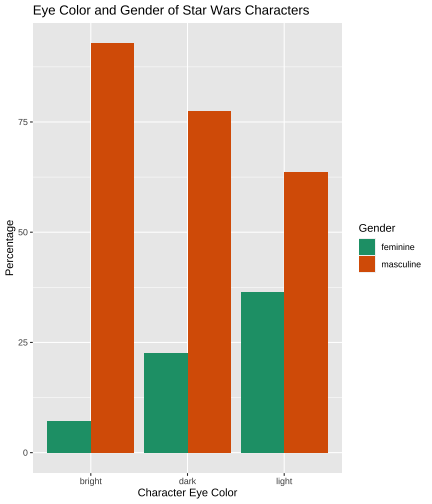 Eye Color and Gender of Star Wars Characters
Percentage
75
50
25
0
bright dark light
Character Eye Color
Gender
feminine
masculine